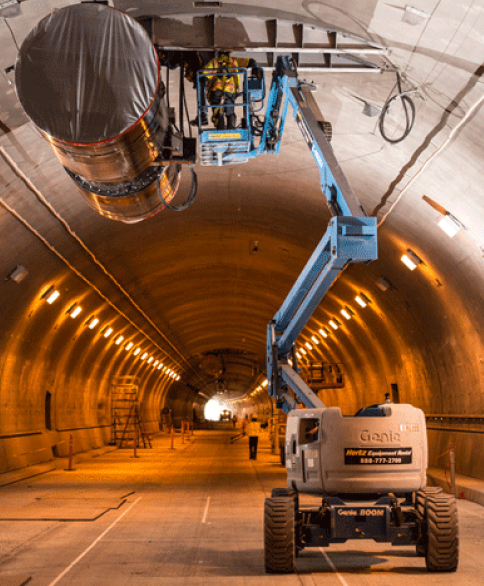 Genie
Hertz Equipment Rental
888-777-2700
Genie BOOM